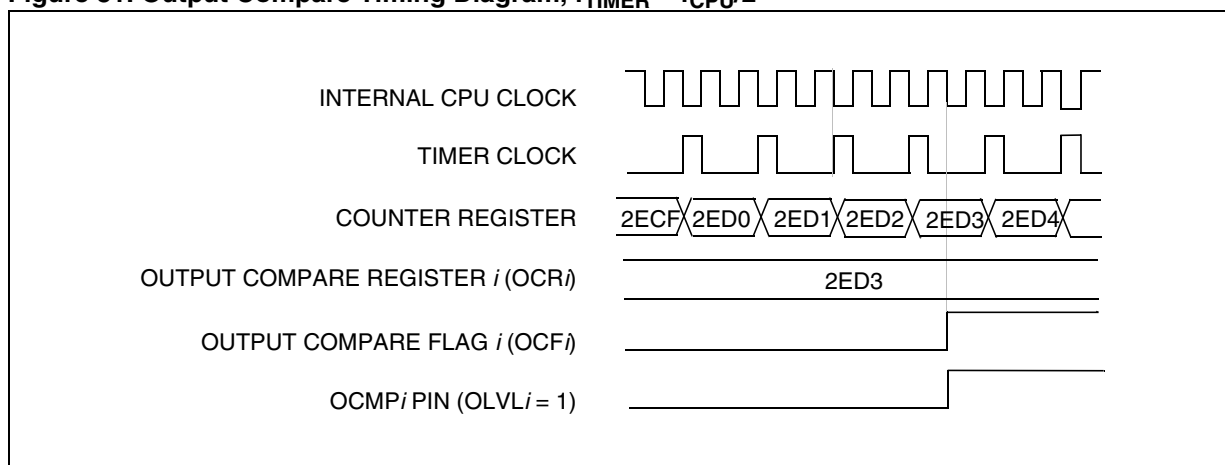 INTERNAL CPU CLOCK
TIMER CLOCK
COUNTER REGISTER 2ECF 2ED0 2ED1 2ED2 2ED3 2ED4
OUTPUT COMPARE REGISTER i (OCRi) 2ED3
OUTPUT COMPARE FLAG i (OCFi)
OCMPi PIN (OLVLi = 1)